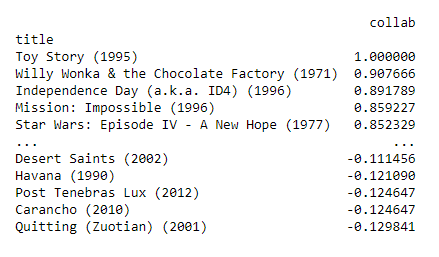 collab
title
Toy Story (1995) 1.000000
Willy Wonka & the Chocolate Factory (1971) 0.907666
Independence Day (a.k.a. ID4) (1996) 0.891789
Mission: Impossible (1996) 0.859227
Star Wars: Episode IV - A New Hope (1977) 0.852329
... ...
Desert Saints (2002) -0.111456
Havana (1990) -0.121090
Post Tenebras Lux (2012) -0.124647
Carancho (2010) -0.124647
Quitting (Zuotian) (2001) -0.129841